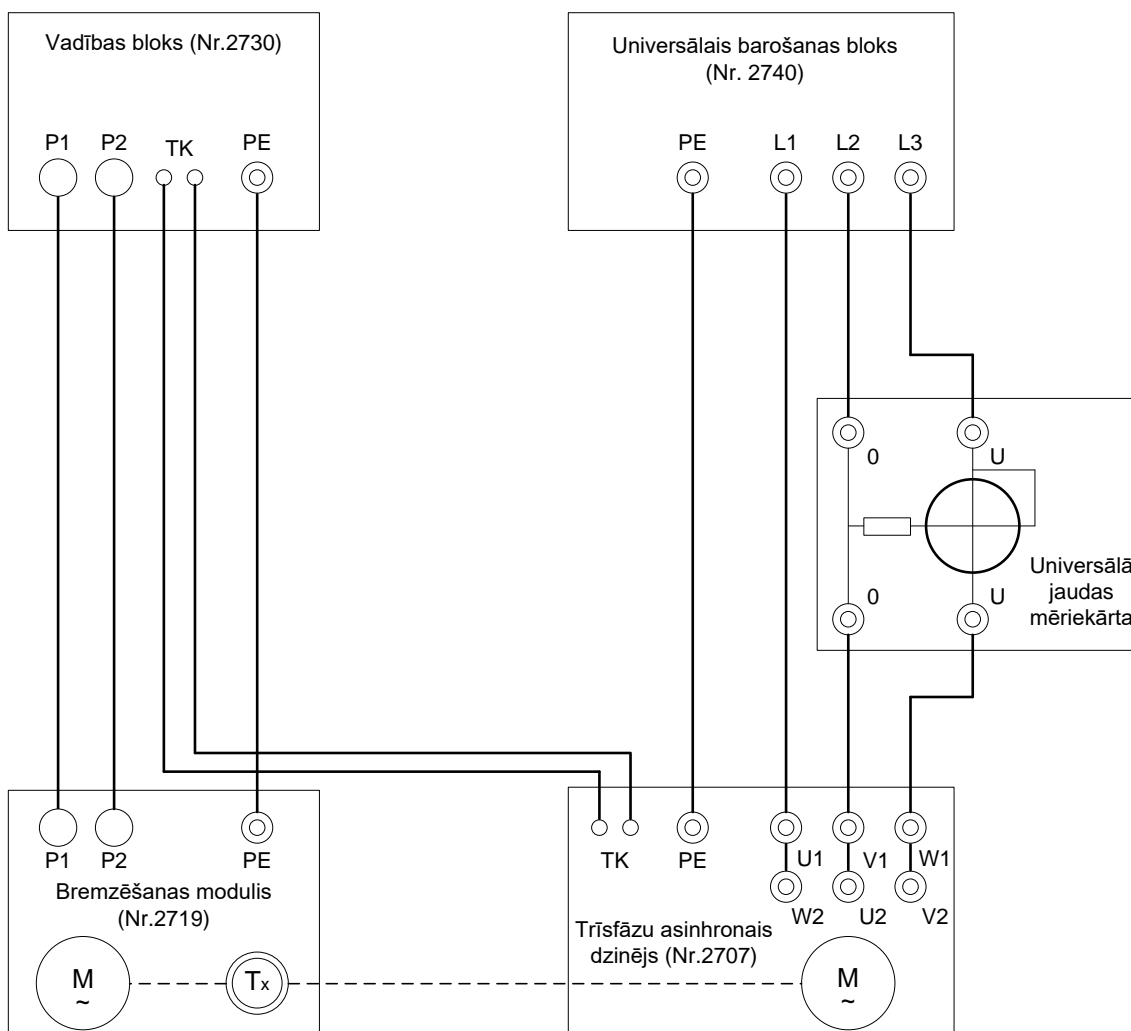 Vadības bloks (Nr.2730)
P1 P2 TK PE
Universālais barošanas bloks
(Nr. 2740)
PE L1 L2 L3
0 U
0 U
Universālā
jaudas
mēriekārta
P1 P2 PE
Bremzēšanas modulis
(Nr.2719)
M
~
Tx
TK PE U1 V1 W1
W2 U2 V2
Trīsfāzu asinhronais
dzinējs (Nr.2707)
M
~